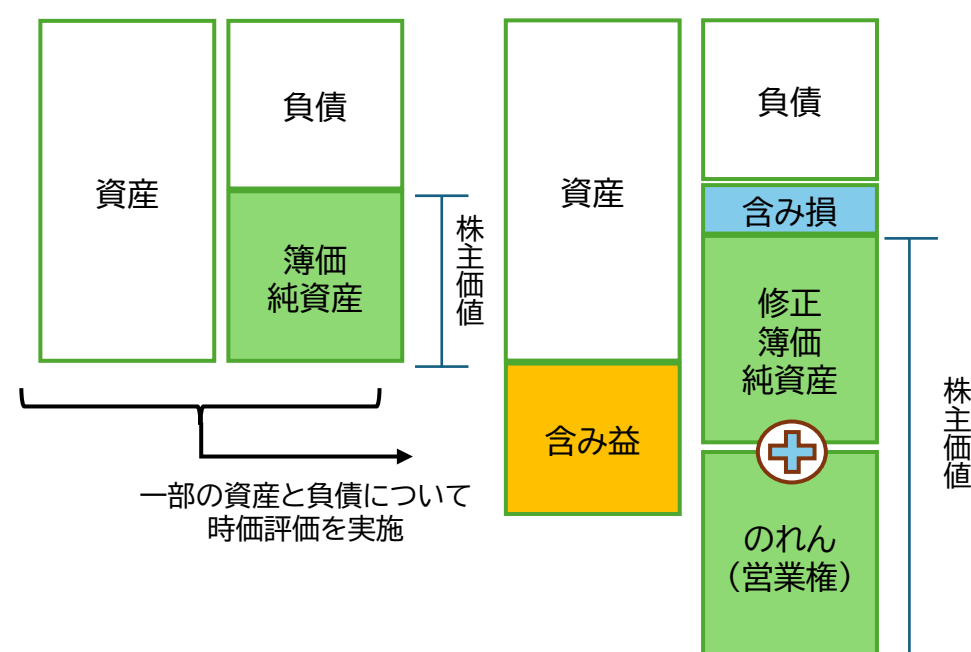 資産
負債
簿価
純資産
株主価値
一部の資産と負債について
時価評価を実施
資産
含み益
負債
含み損
修正
簿価
純資産
のれん
（営業権）
株主価値